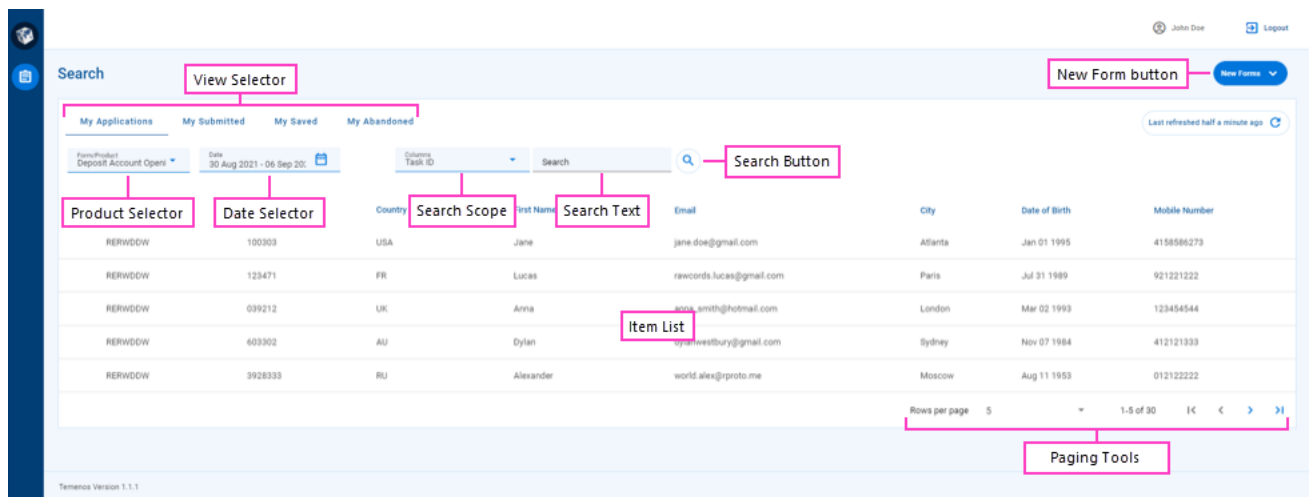 John Doe Logout
Search View Selector New Form button New Forms
My Applications My Submitted My Saved My Abandoned Last refreshed half a minute ago
Form/Product Date Columns
Deposit Account Openi 30 Aug 2021 - 06 Sep 20 Task ID Search Search Button
Product Selector Date Selector Country Search Scope First Name Search Text Email City Date of Birth Mobile Number
RERWDDW 100303 USA Jane jane.doe@gmail.com Atlanta Jan 01 1995 4158586273
RERWDDW 123471 FR Lucas rawcords.lucas@gmail.com Paris Jul 31 1989 921221222
RERWDDW 039212 UK Anna anna_smith@hotmail.com London Mar 02 1993 123454544
Item List
RERWDDW 603302 AU Dylan dylanwestbury@gmail.com Sydney Nov 07 1984 412121333
RERWDDW 3928333 RU Alexander world.alex@rproto.me Moscow Aug 11 1953 012122222
Rows per page 5 1-5 of 30
Paging Tools
Temenos Version 1.1.1